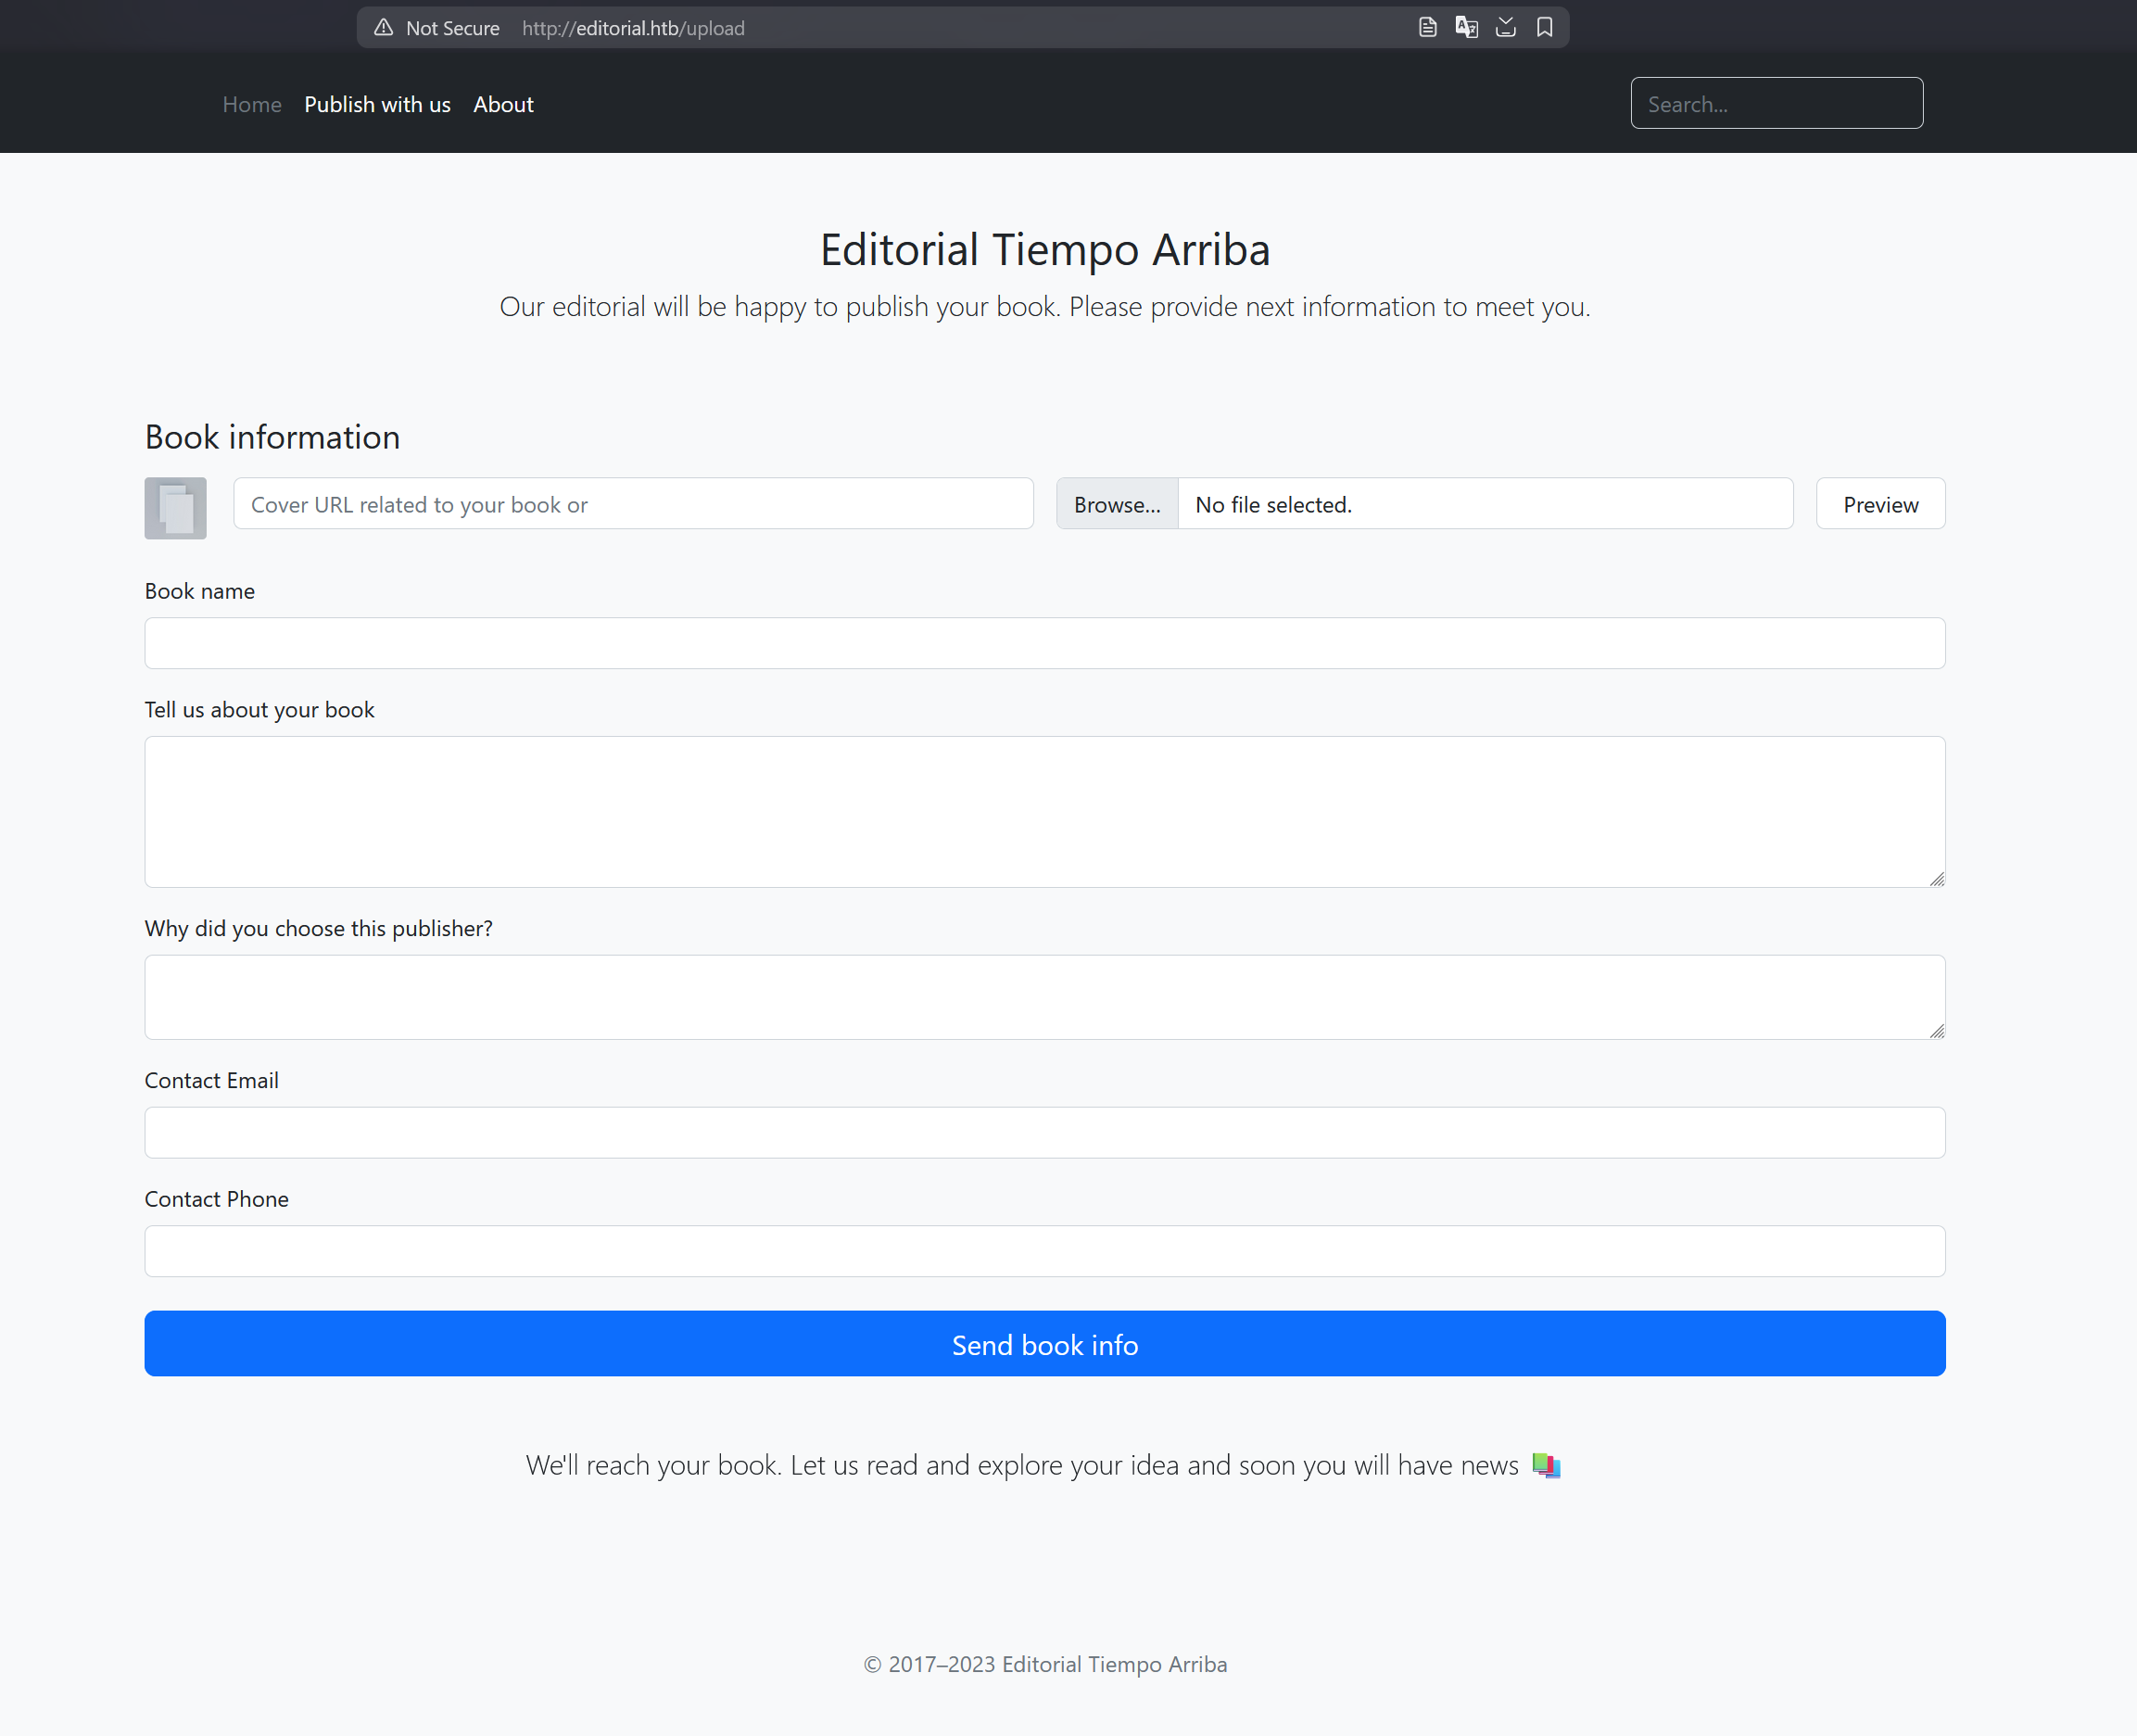 Not Secure http://editorial.htb/upload
Home Publish with us About Search...
Editorial Tiempo Arriba
Our editorial will be happy to publish your book. Please provide next information to meet you.
Book information
Cover URL related to your book or Browse... No file selected. Preview
Book name
Tell us about your book
Why did you choose this publisher?
Contact Email
Contact Phone
Send book info
We'll reach your book. Let us read and explore your idea and soon you will have news
© 2017–2023 Editorial Tiempo Arriba